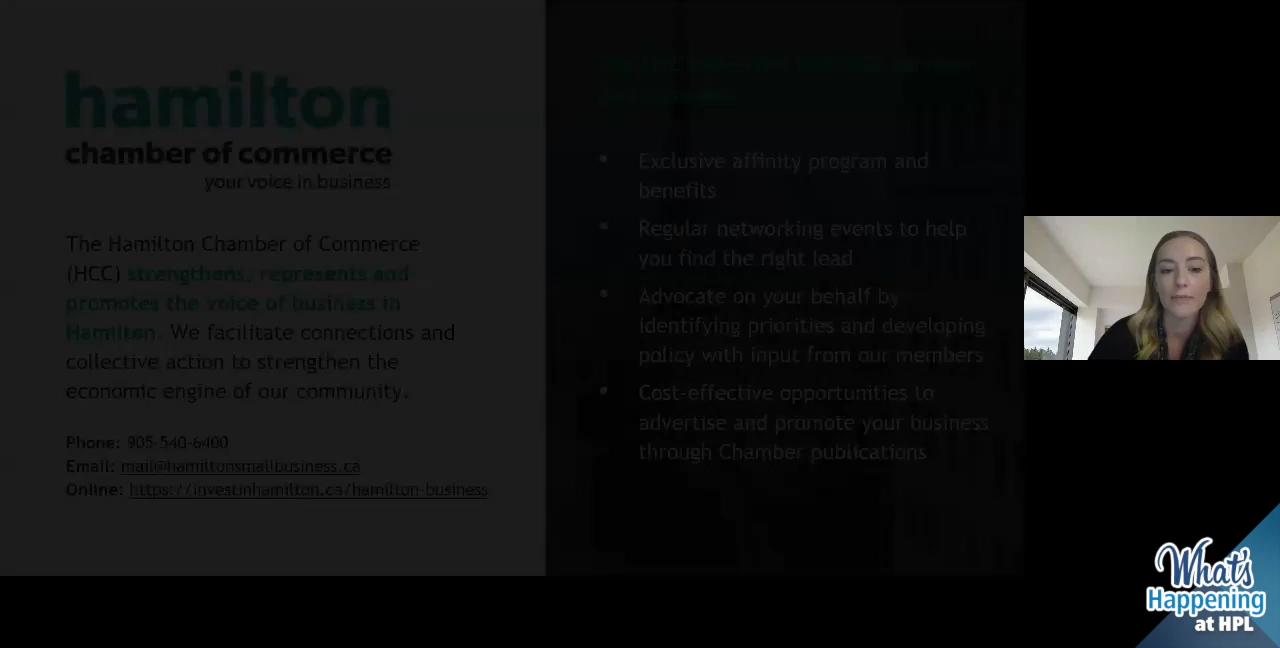 hamilton
chamber of commerce
your voice in business
The Hamilton Chamber of Commerce
(HCC) strengthens, represents and
promotes the voice of business in
Hamilton. We facilitate connections and
collective action to strengthen the
economic engine of our community.
Phone: 905-540-6400
Email: mail@hamiltonsmallbusiness.ca
Online: https://investinhamilton.ca/hamilton-business
• Exclusive affinity program and
benefits
• Regular networking events to help
you find the right lead
• Advocate on your behalf by
identifying priorities and developing
policy with input from our members
• Cost-effective opportunities to
advertise and promote your business
through Chamber publications
What's
Happening
at HPL